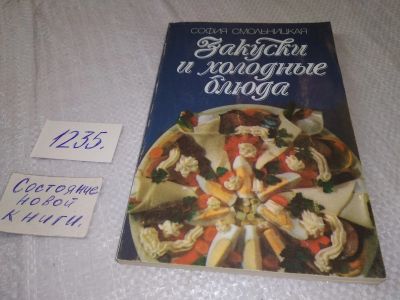 СОФИЯ СМОЛЬНИЦКАЯ
Закуски
и холодные
блюда
1235.
Состояние
новой
книги.